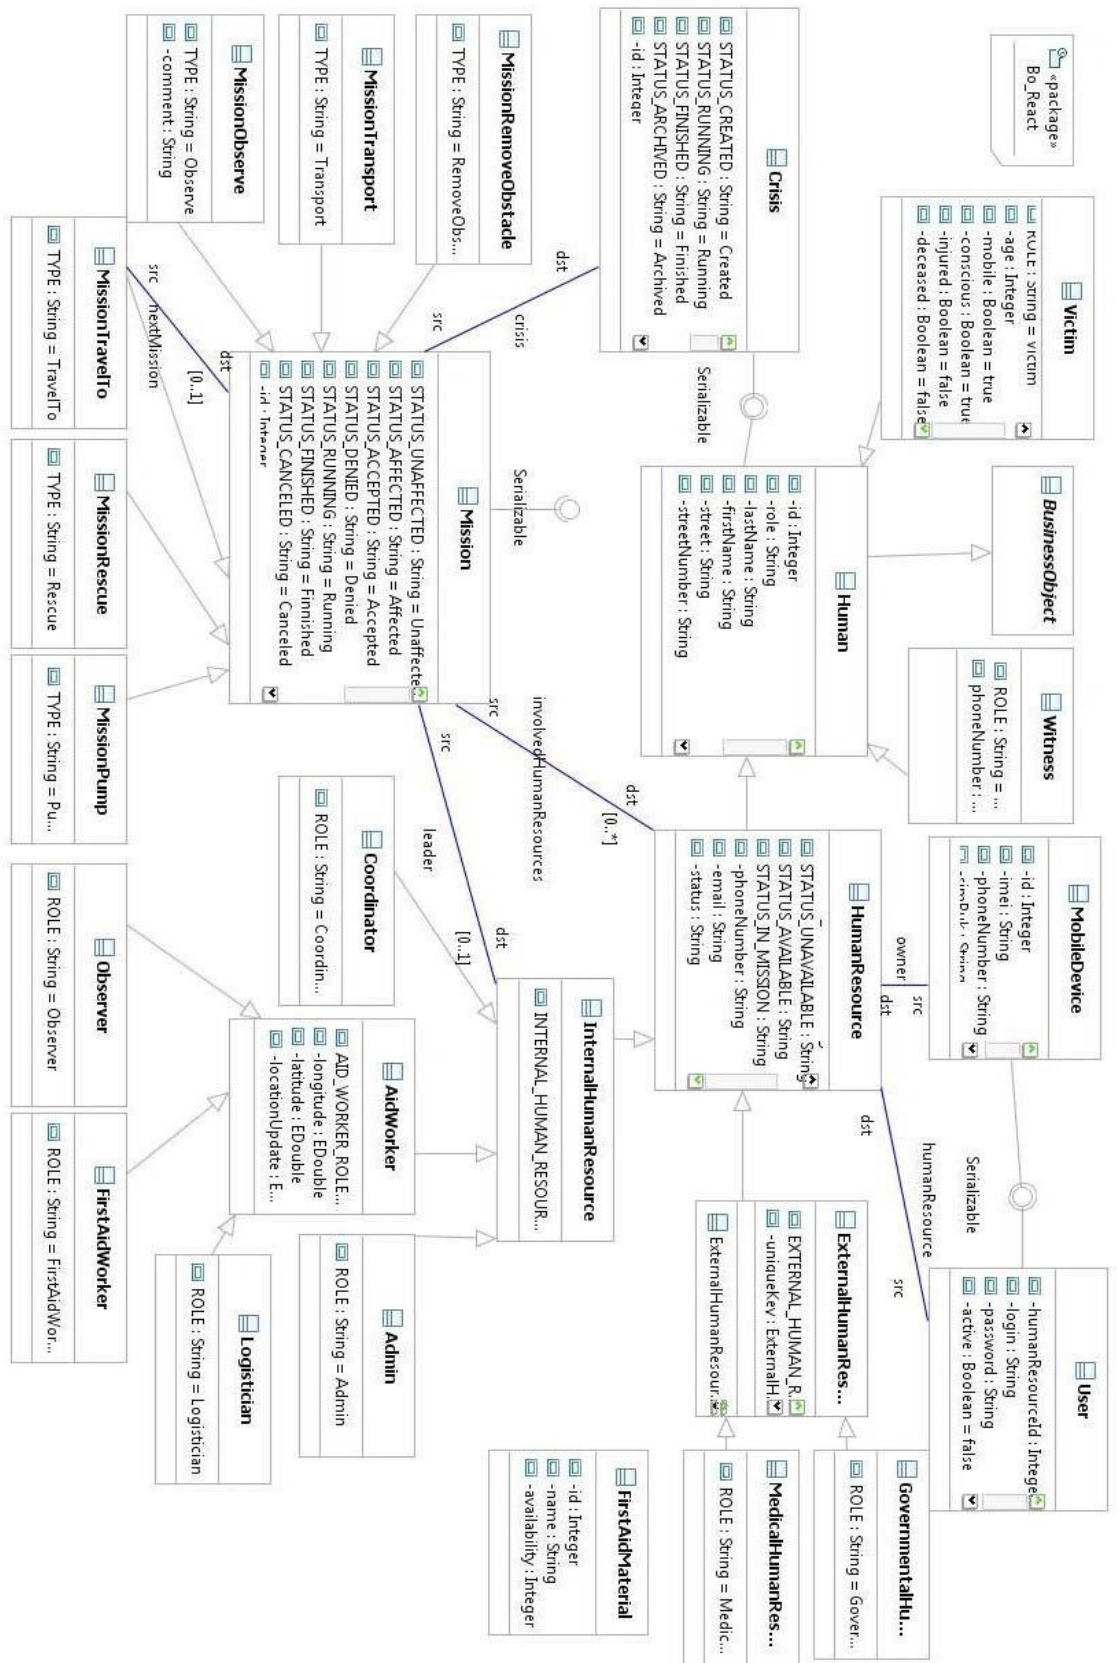 «package»
Bo_React
Victim
ROLE : String = victim
-age : Integer
-mobile : Boolean = true
-conscious : Boolean = true
-injured : Boolean = false
-deceased : Boolean = false
BusinessObject
Witness
ROLE : String = ...
phoneNumber : ...
MobileDevice
-id : Integer
-imei : String
-phoneNumber : String
User
-humanResourceId : Intege
-login : String
-password : String
-active : Boolean = false
Crisis
STATUS_CREATED : String = Created
STATUS_RUNNING : String = Running
STATUS_FINISHED : String = Finished
STATUS_ARCHIVED : String = Archived
-id : Integer
Serializable
Human
-id : Integer
-role : String
-lastName : String
-firstName : String
-street : String
-streetNumber : String
owner
src
dst
Serializable
humanResource
dst
src
HumanResource
STATUS_UNAVAILABLE : String
STATUS_AVAILABLE : String
STATUS_IN_MISSION : String
-phoneNumber : String
-email : String
-status : String
ExternalHumanRes...
EXTERNAL_HUMAN_R...
-uniqueKey : ExternalH...
ExternalHumanResour...
GovernmentalHu...
ROLE : String = Gover...
MedicalHumanRes...
ROLE : String = Medic...
dst
crisis
src
Serializable
src
involvedHumanResources
dst
[0..*]
MissionRemoveObstacle
TYPE : String = RemoveObs...
MissionTransport
TYPE : String = Transport
MissionObserve
TYPE : String = Observe
-comment : String
Mission
STATUS_UNAFFECTED : String = Unaffecte...
STATUS_AFFECTED : String = Affected
STATUS_ACCEPTED : String = Accepted
STATUS_DENIED : String = Denied
STATUS_RUNNING : String = Running
STATUS_FINISHED : String = Finnished
STATUS_CANCELED : String = Canceled
-id : Integer
src
leader
dst
[0..1]
InternalHumanResource
INTERNAL_HUMAN_RESOUR...
FirstAidMaterial
-id : Integer
-name : String
-availability : Integer
Coordinator
ROLE : String = Coordin...
AidWorker
AID_WORKER_ROLE...
-longitude : EDouble
-latitude : EDouble
-locationUpdate : E...
Admin
ROLE : String = Admin
Logistician
ROLE : String = Logistician
src
nextMission
dst
[0..1]
MissionTravelTo
TYPE : String = TravelTo
MissionRescue
TYPE : String = Rescue
MissionPump
TYPE : String = Pu...
Observer
ROLE : String = Observer
FirstAidWorker
ROLE : String = FirstAidWor...